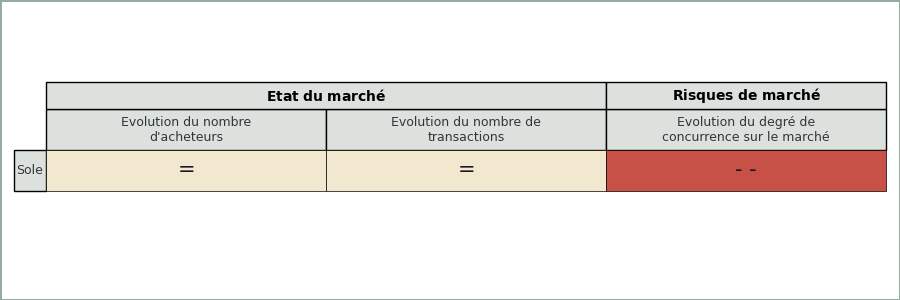 Etat du marché
Risques de marché
Evolution du nombre
d'acheteurs
Evolution du nombre de
transactions
Evolution du degré de
concurrence sur le marché
Sole
=
=
- -